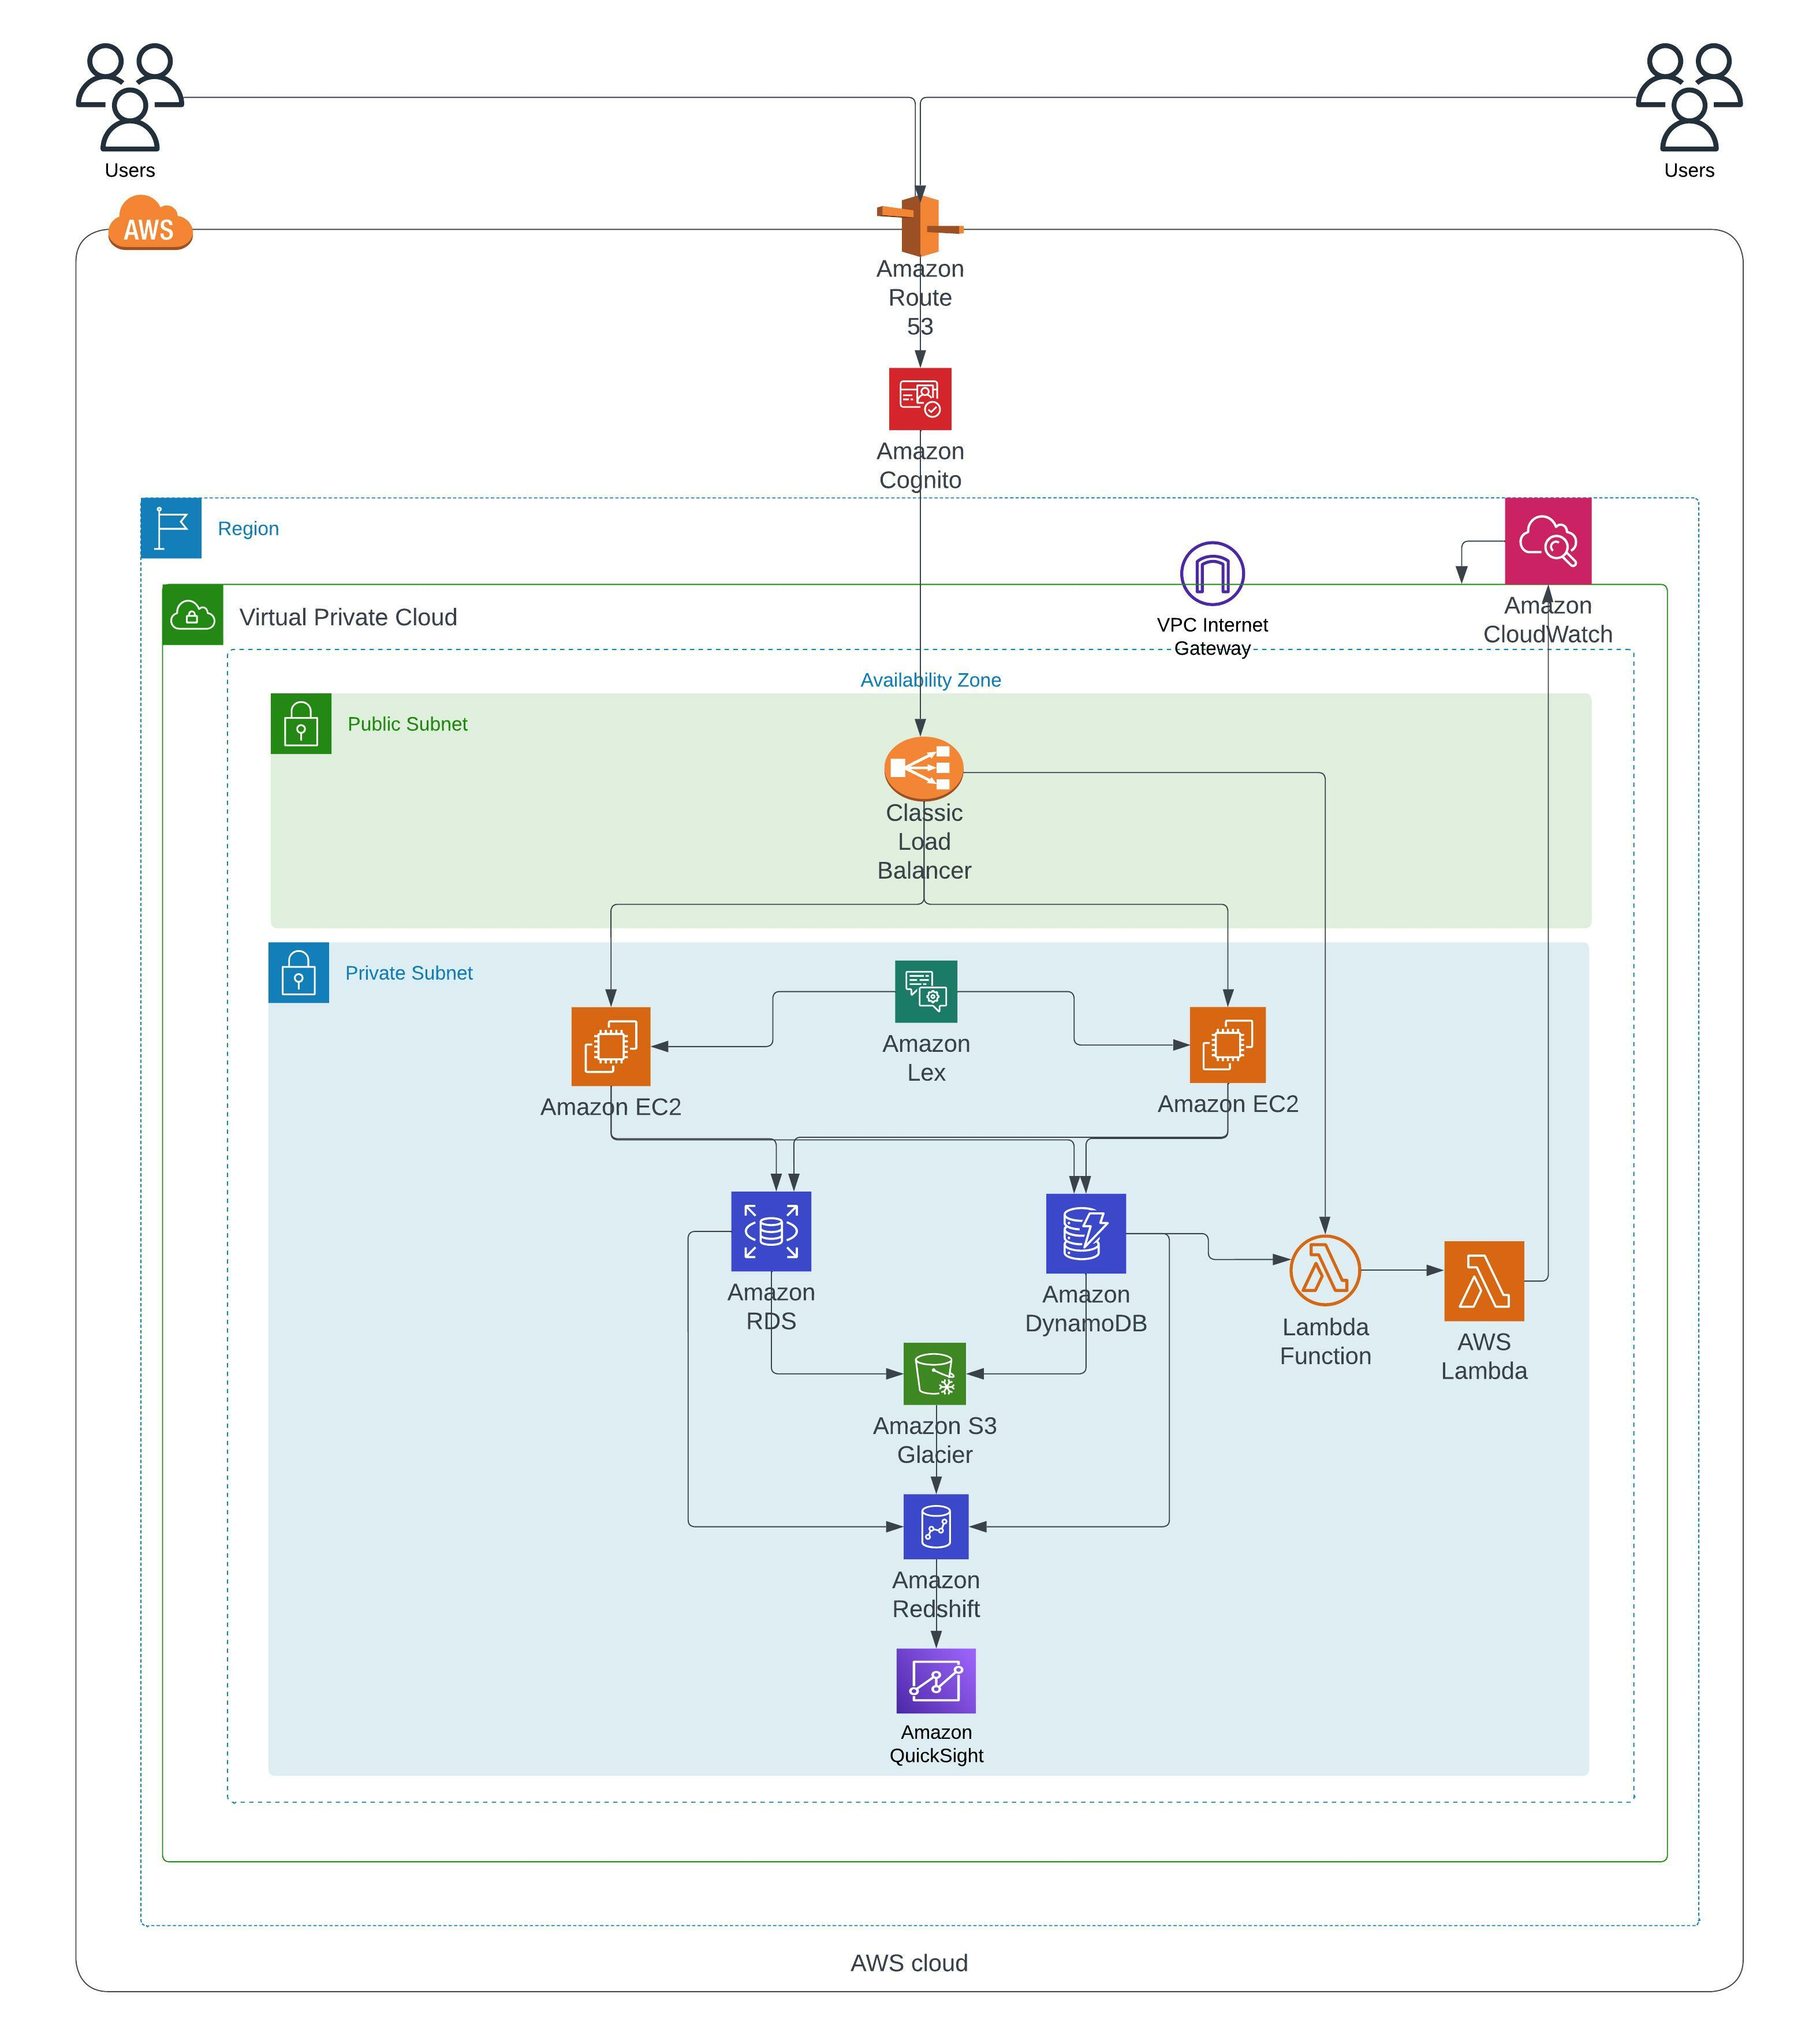 Users
Users
AWS
Amazon
Route
53
Amazon
Cognito
Region
Virtual Private Cloud
VPC Internet
Gateway
Amazon
CloudWatch
Availability Zone
Public Subnet
Classic
Load
Balancer
Private Subnet
Amazon
Lex
Amazon EC2
Amazon EC2
Amazon
RDS
Amazon
DynamoDB
Lambda
Function
AWS
Lambda
Amazon S3
Glacier
Amazon
Redshift
Amazon
QuickSight
AWS cloud